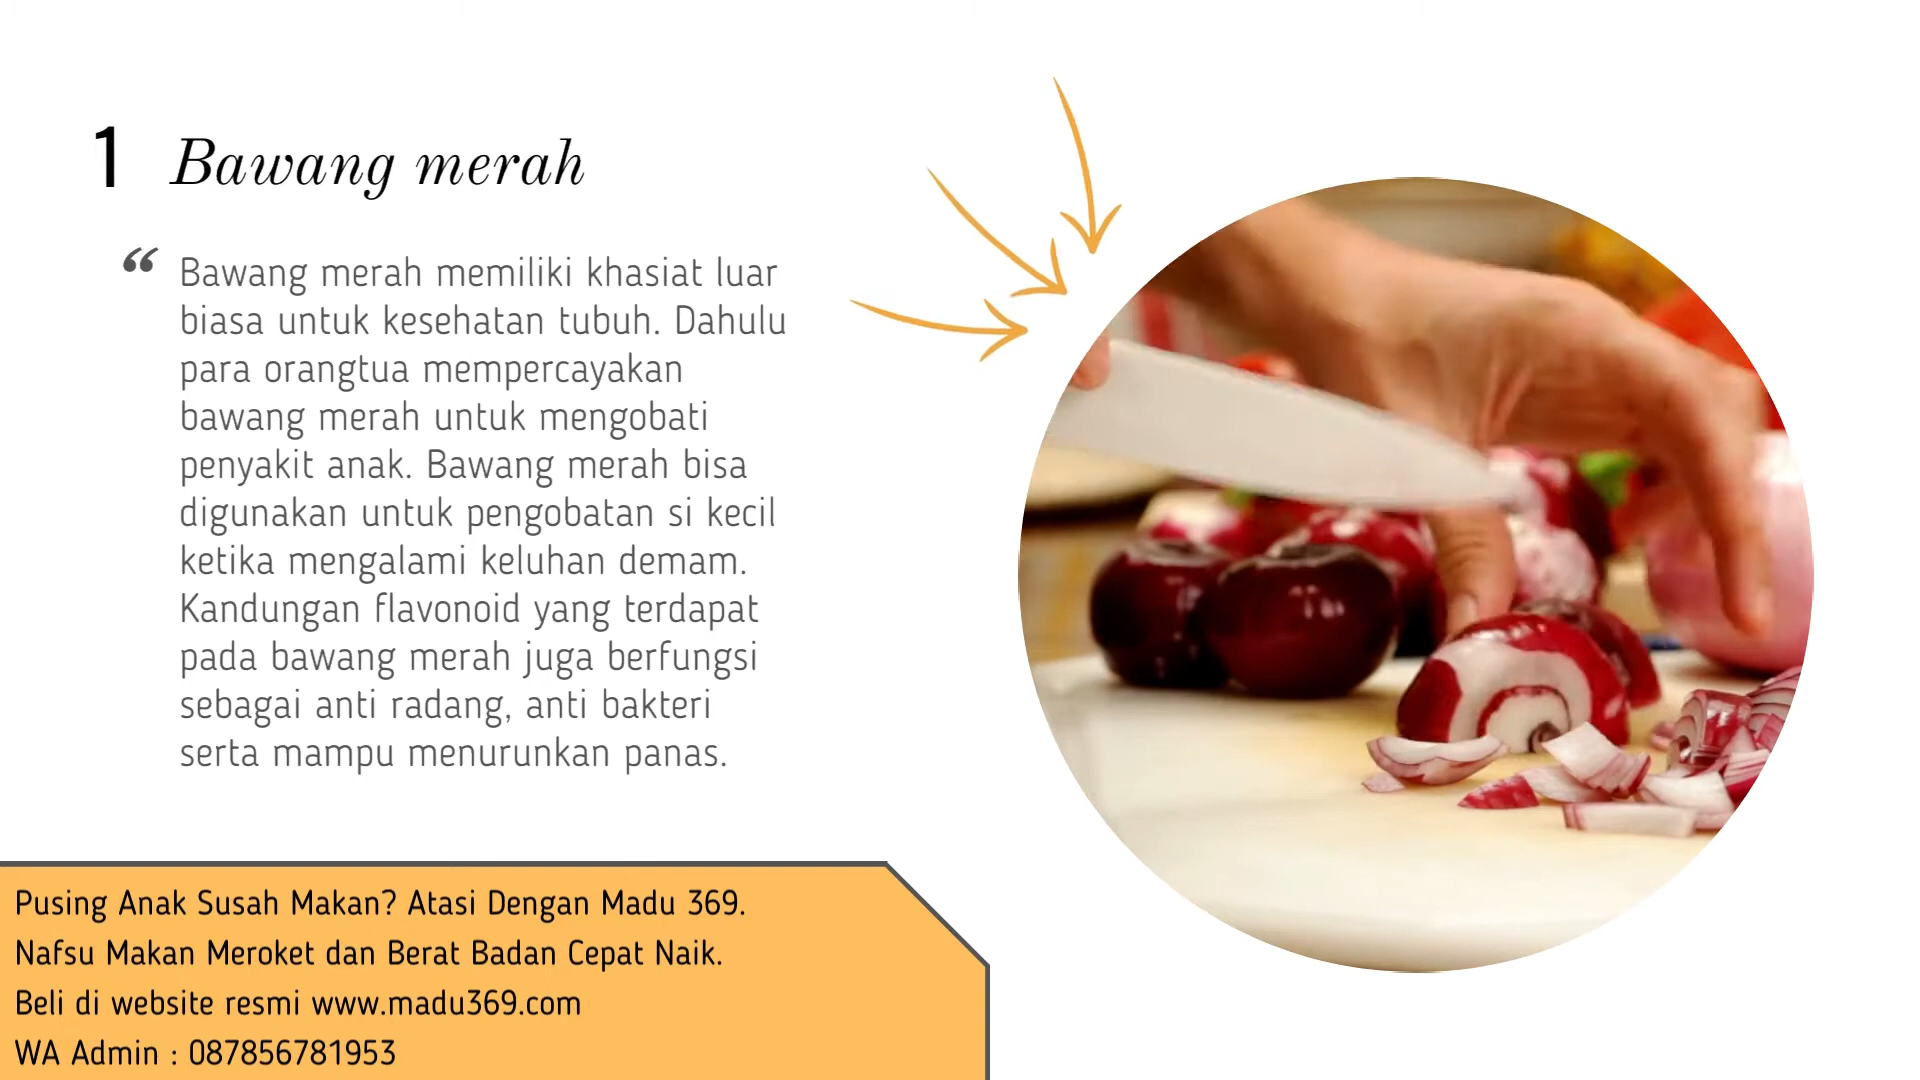 1 Bawang merah
“ Bawang merah memiliki khasiat luar
biasa untuk kesehatan tubuh. Dahulu
para orangtua mempercayakan
bawang merah untuk mengobati
penyakit anak. Bawang merah bisa
digunakan untuk pengobatan si kecil
ketika mengalami keluhan demam.
Kandungan flavonoid yang terdapat
pada bawang merah juga berfungsi
sebagai anti radang, anti bakteri
serta mampu menurunkan panas.
Pusing Anak Susah Makan? Atasi Dengan Madu 369.
Nafsu Makan Meroket dan Berat Badan Cepat Naik.
Beli di website resmi www.madu369.com
WA Admin : 087856781953